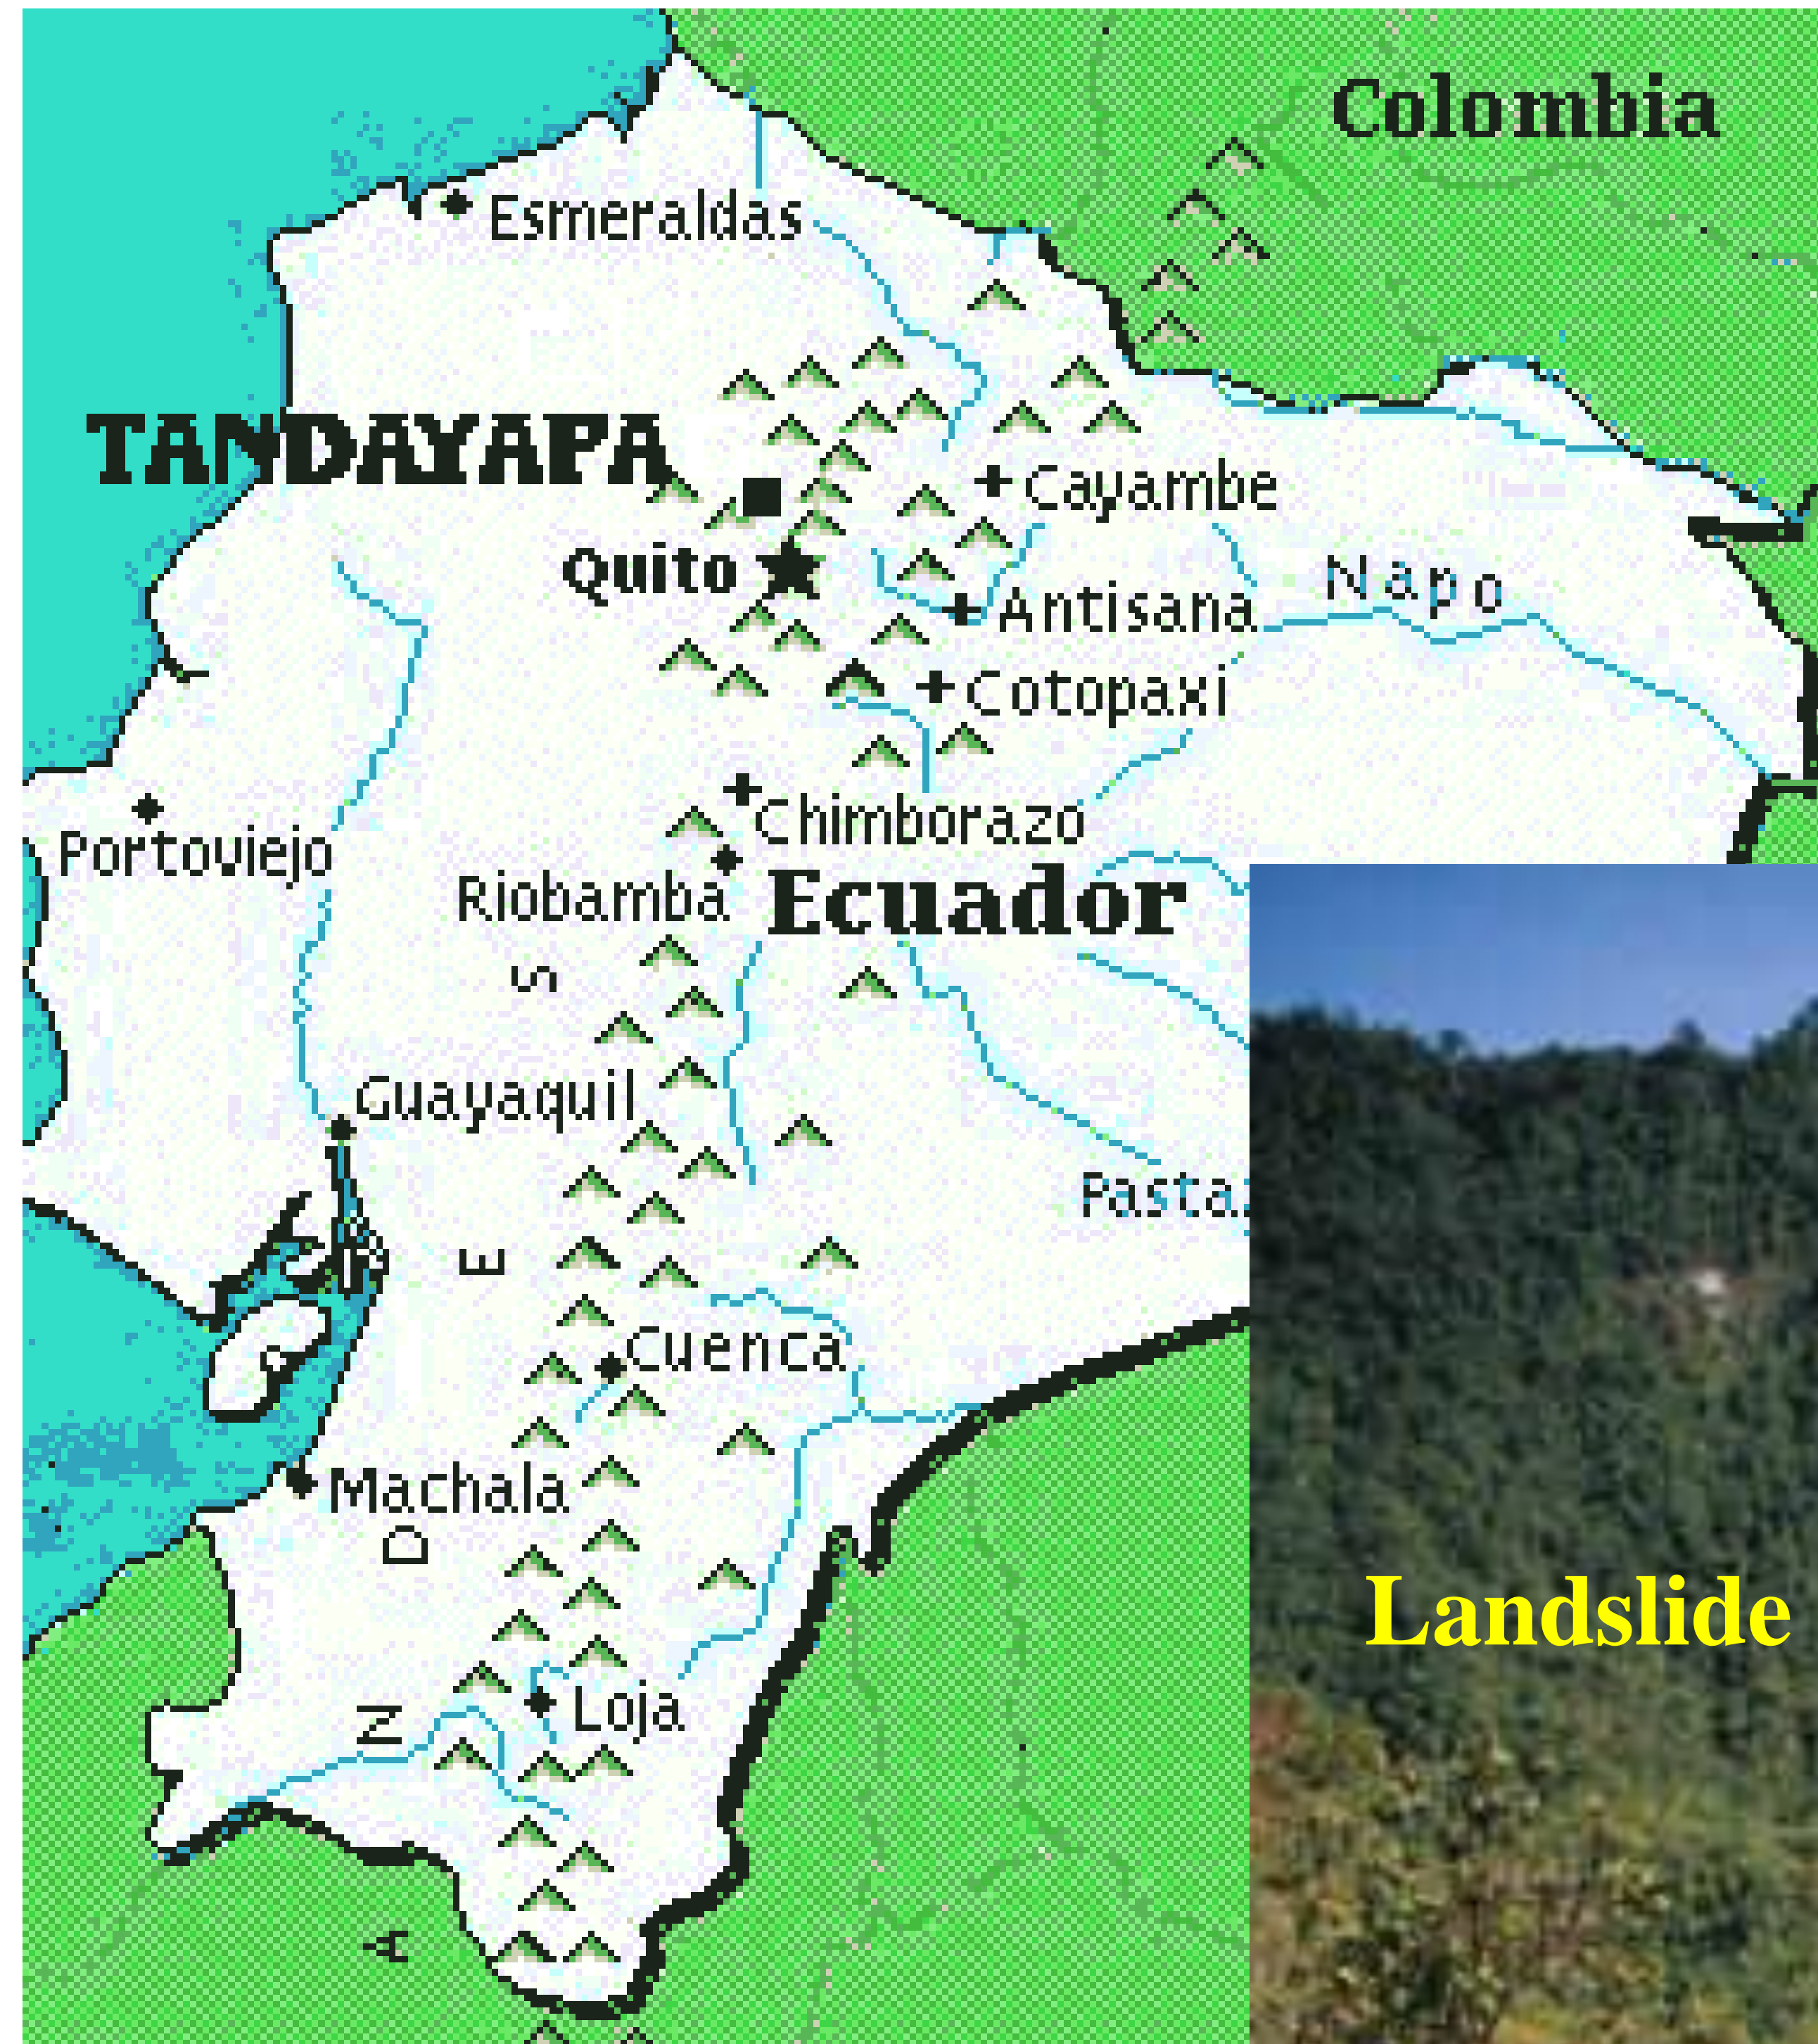 Colombia
Esmeraldas
TANDAYAPA
Cayambe
Quito
Napo
Antisana
Cotopaxi
Chimborazo
Portoviejo
Riobamba
Ecuador
S
Guayaquil
Pasta
E
Cuenca
Machala
D
Landslide
N
Loja
A